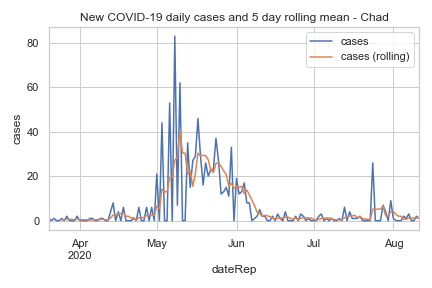 New COVID-19 daily cases and 5 day rolling mean - Chad
cases
cases (rolling)
80
60
40
20
0
cases
Apr
2020
May
Jun
Jul
Aug
dateRep